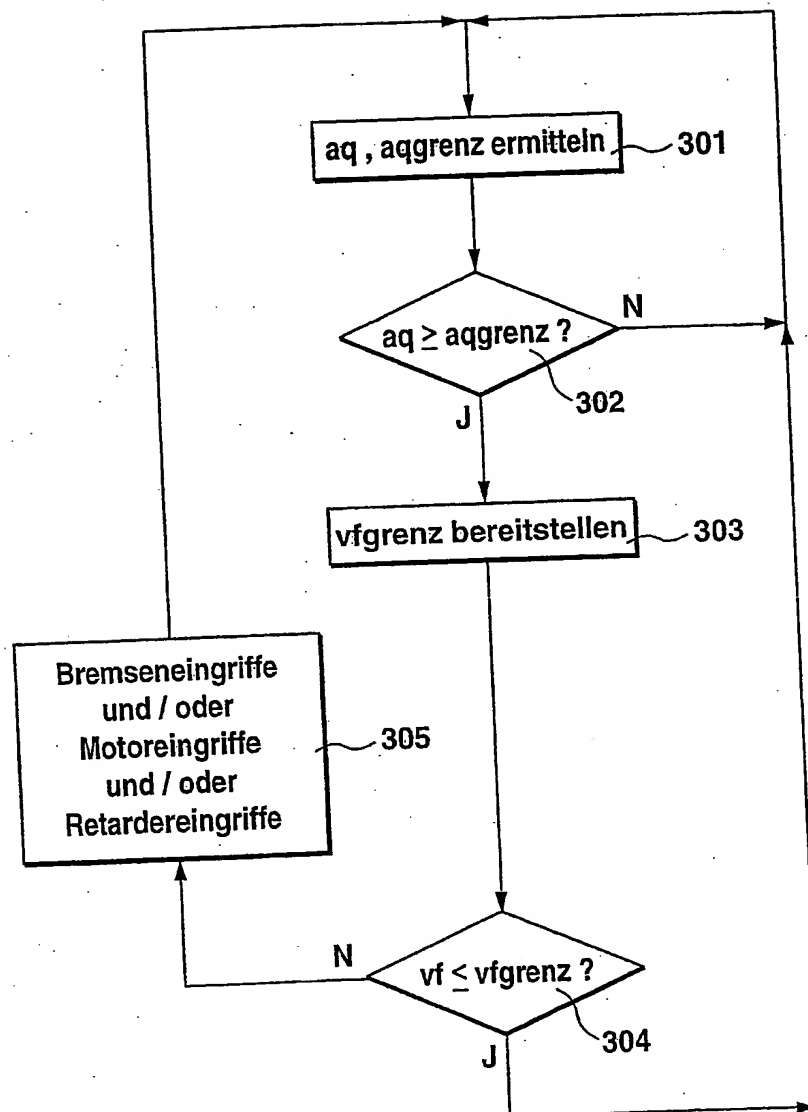 aq , aqgrenz ermitteln
301
N
aq ≥ aqgrenz ?
302
J
vfgrenz bereitstellen
303
Bremseneingriffe
und / oder
Motoreingriffe
und / oder
Retardereingriffe
305
N
vf ≤ vfgrenz ?
304
J